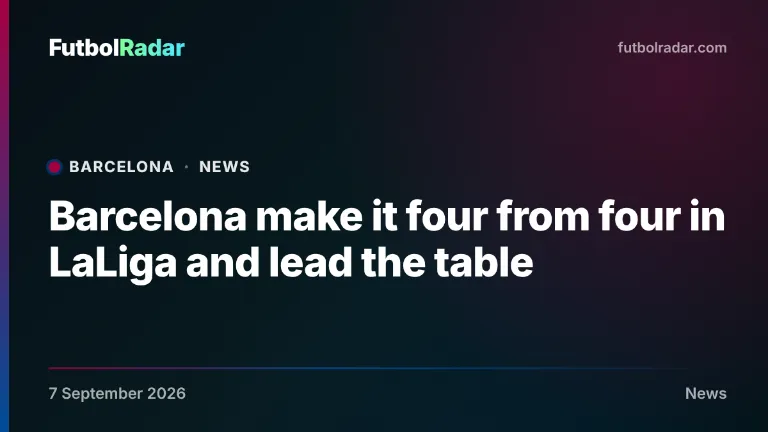 FutbolRadar
futbolradar.com
BARCELONA · NEWS
Barcelona make it four from four in
LaLiga and lead the table
7 September 2026
News